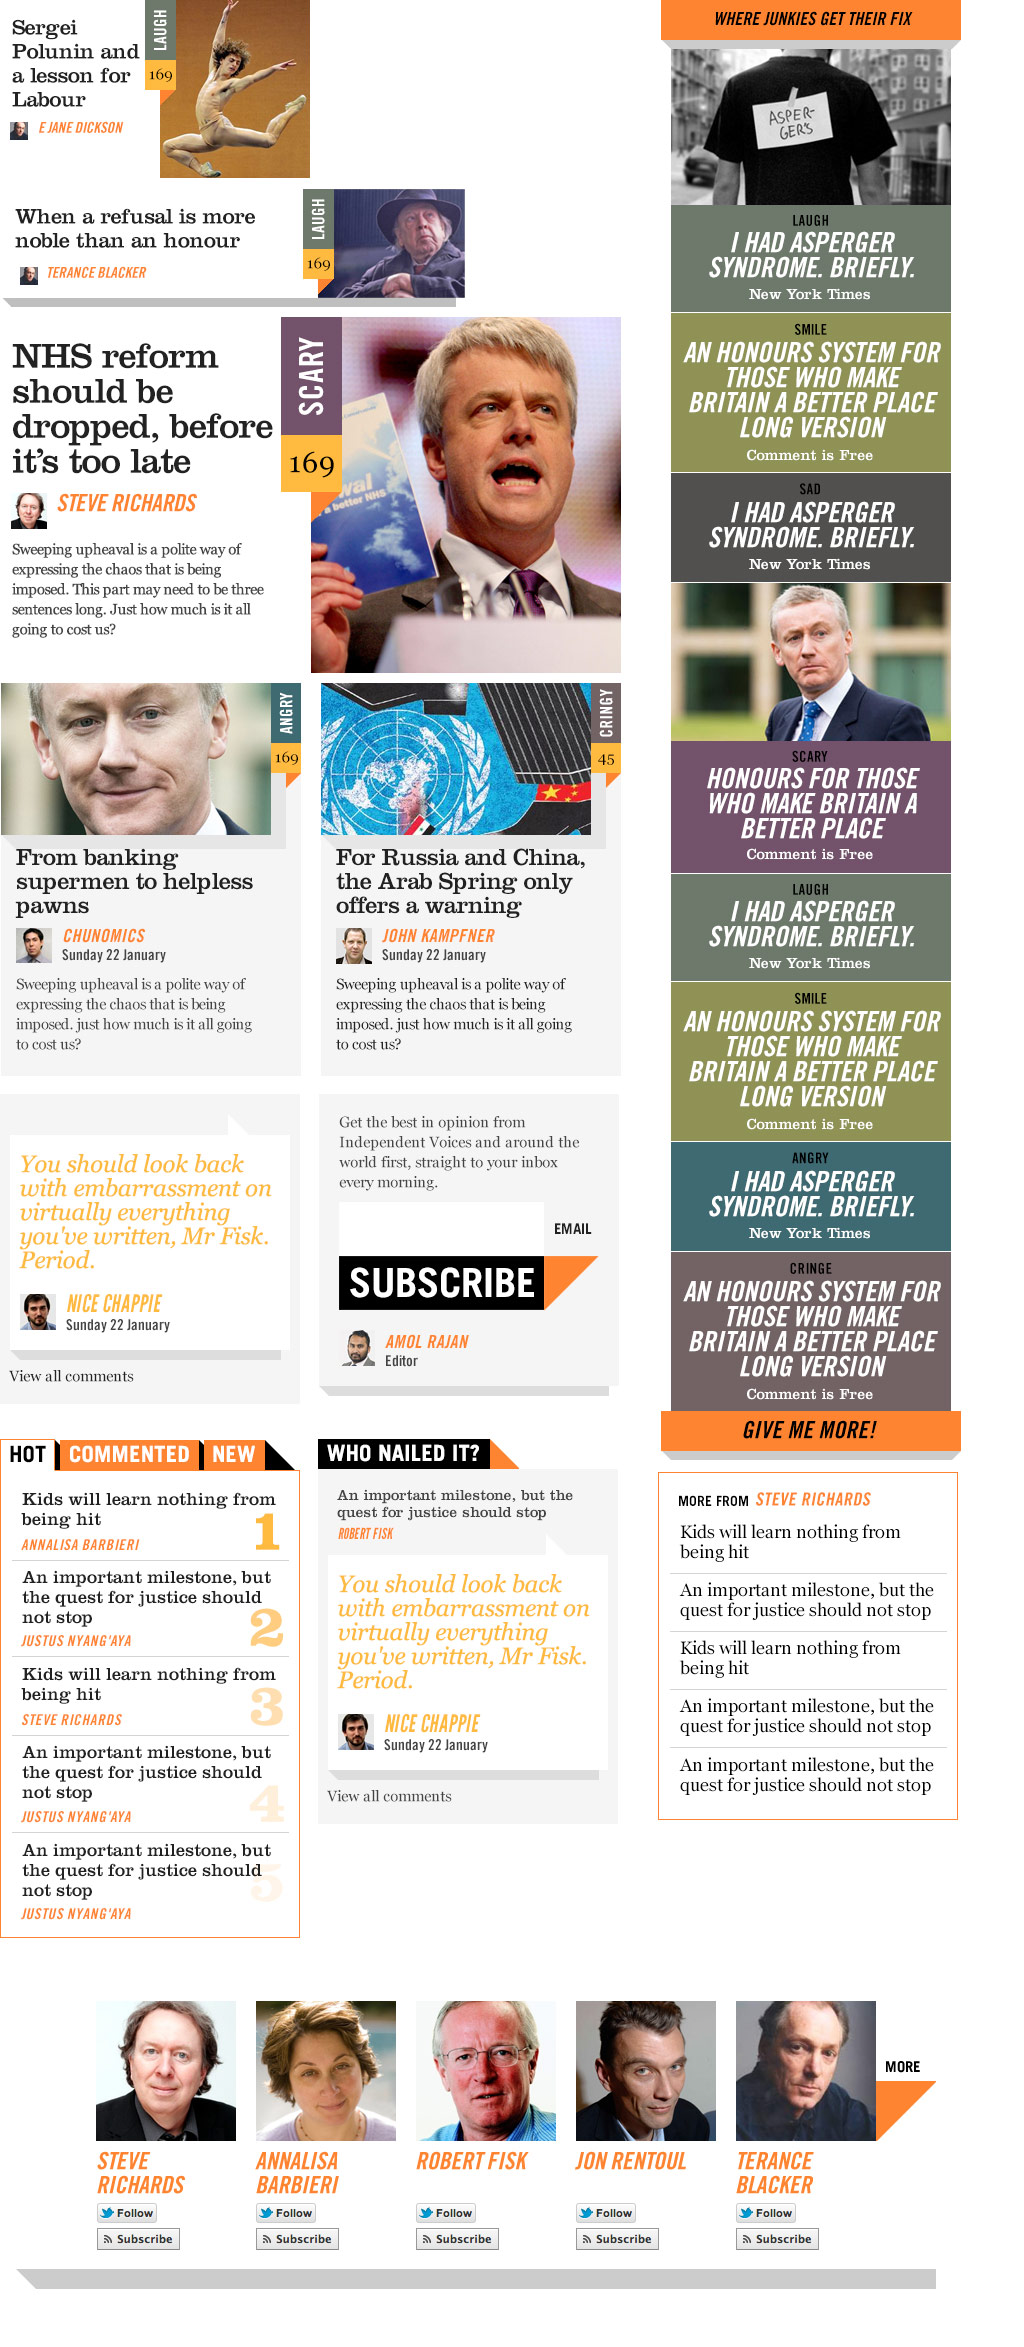 Sergei
Polunin and
a lesson for
Labour
E JANE DICKSON
LAUGH
169
When a refusal is more
noble than an honour
TERANCE BLACKER
LAUGH
169
NHS reform
should be
dropped, before
it's too late
STEVE RICHARDS
Sweeping upheaval is a polite way of
expressing the chaos that is being
imposed. This part may need to be three
sentences long. Just how much is it all
going to cost us?
SCARY
169
a better NHS
ANGRY
169
From banking
supermen to helpless
pawns
CHUNOMICS
Sunday 22 January
Sweeping upheaval is a polite way of
expressing the chaos that is being
imposed. just how much is it all going
to cost us?
CRINGY
45
For Russia and China,
the Arab Spring only
offers a warning
JOHN KAMPFNER
Sunday 22 January
Sweeping upheaval is a polite way of
expressing the chaos that is being
imposed. just how much is it all going
to cost us?
You should look back
with embarrassment on
virtually everything
you've written, Mr Fisk.
Period.
NICE CHAPPIE
Sunday 22 January
View all comments
Get the best in opinion from
Independent Voices and around the
world first, straight to your inbox
every morning.
EMAIL
SUBSCRIBE
AMOL RAJAN
Editor
HOT COMMENTED NEW
Kids will learn nothing from
being hit
ANNALISA BARBIERI
1
An important milestone, but
the quest for justice should
not stop
JUSTUS NYANG'AYA
2
Kids will learn nothing from
being hit
STEVE RICHARDS
3
An important milestone, but
the quest for justice should
not stop
JUSTUS NYANG'AYA
4
An important milestone, but
the quest for justice should
not stop
JUSTUS NYANG'AYA
5
WHO NAILED IT?
An important milestone, but the
quest for justice should stop
ROBERT FISK
You should look back
with embarrassment on
virtually everything
you've written, Mr Fisk.
Period.
NICE CHAPPIE
Sunday 22 January
View all comments
WHERE JUNKIES GET THEIR FIX
ASPER-
GER'S
LAUGH
I HAD ASPERGER
SYNDROME. BRIEFLY.
New York Times
SMILE
AN HONOURS SYSTEM FOR
THOSE WHO MAKE
BRITAIN A BETTER PLACE
LONG VERSION
Comment is Free
SAD
I HAD ASPERGER
SYNDROME. BRIEFLY.
New York Times
SCARY
HONOURS FOR THOSE
WHO MAKE BRITAIN A
BETTER PLACE
Comment is Free
LAUGH
I HAD ASPERGER
SYNDROME. BRIEFLY.
New York Times
SMILE
AN HONOURS SYSTEM FOR
THOSE WHO MAKE
BRITAIN A BETTER PLACE
LONG VERSION
Comment is Free
ANGRY
I HAD ASPERGER
SYNDROME. BRIEFLY.
New York Times
CRINGE
AN HONOURS SYSTEM FOR
THOSE WHO MAKE
BRITAIN A BETTER PLACE
LONG VERSION
Comment is Free
GIVE ME MORE!
MORE FROM STEVE RICHARDS
Kids will learn nothing from
being hit
An important milestone, but the
quest for justice should not stop
Kids will learn nothing from
being hit
An important milestone, but the
quest for justice should not stop
An important milestone, but the
quest for justice should not stop
STEVE
RICHARDS
Follow
Subscribe
ANNALISA
BARBIERI
Follow
Subscribe
ROBERT FISK
Follow
Subscribe
JON RENTOUL
Follow
Subscribe
TERANCE
BLACKER
Follow
Subscribe
MORE